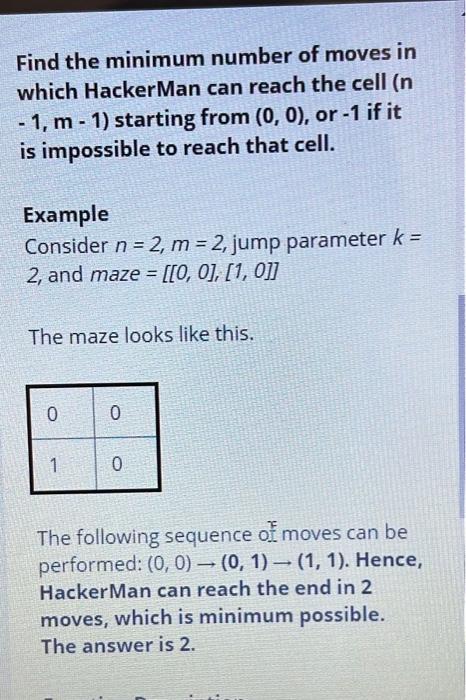 Find the minimum number of moves in
which HackerMan can reach the cell (n
- 1, m - 1) starting from (0, 0), or -1 if it
is impossible to reach that cell.
Example
Consider n = 2, m = 2, jump parameter k =
2, and maze = [[0, 0], [1, 0]]
The maze looks like this.
0 0
1 0
The following sequence of moves can be
performed: (0, 0) → (0, 1) → (1, 1). Hence,
HackerMan can reach the end in 2
moves, which is minimum possible.
The answer is 2.